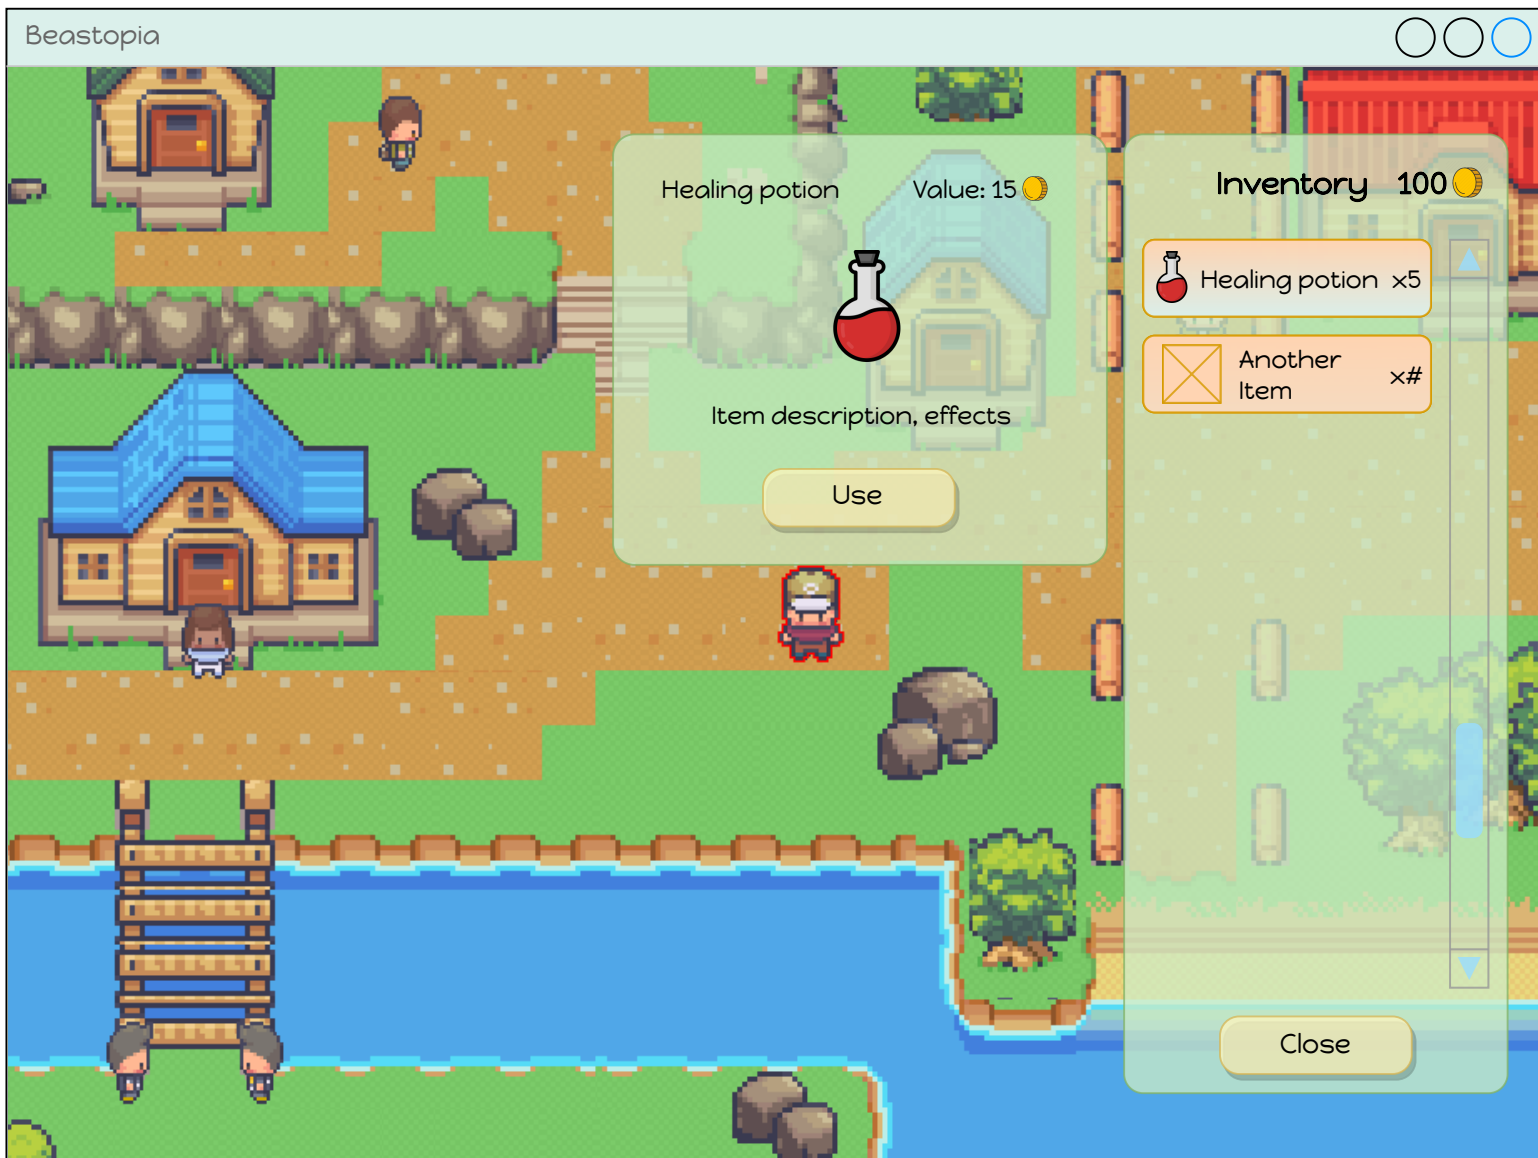 Beastopia
Healing potion Value: 15
Item description, effects
Use
Inventory 100
Healing potion x5
Another
Item x#
Close